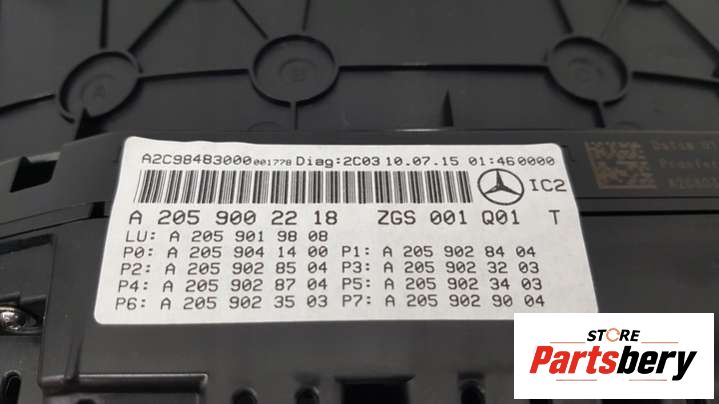 A2C98483000001778 Diag:2C03 10.07.15 01:460000
IC2
A 205 900 22 18 ZGS 001 Q01 T
LU: A 205 901 98 08
P0: A 205 904 14 00 P1: A 205 902 84 04
P2: A 205 902 85 04 P3: A 205 902 32 03
P4: A 205 902 87 04 P5: A 205 902 34 03
P6: A 205 902 35 03 P7: A 205 902 90 04
A
B
C
STORE
Partsbery